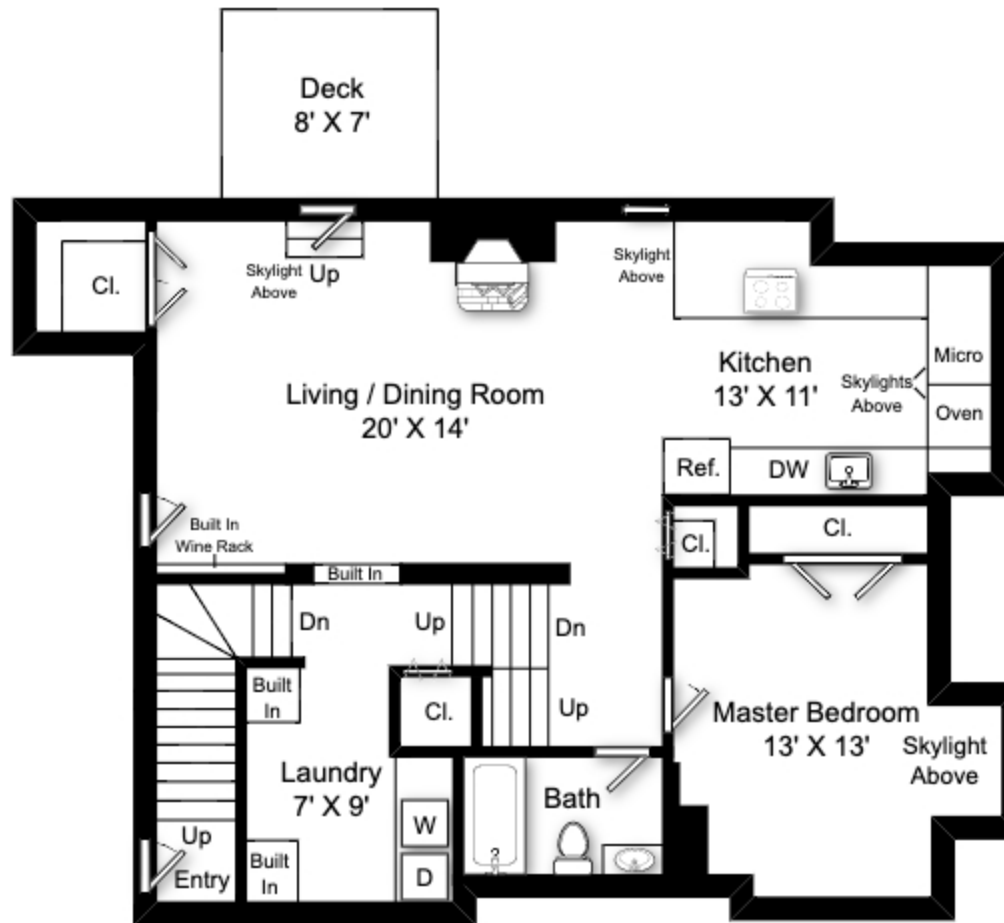 Deck
8' X 7'
Cl.
Skylight
Above
Up
Skylight
Above
Kitchen
13' X 11'
Skylights
Above
Micro
Oven
Living / Dining Room
20' X 14'
Ref.
DW
Built In
Wine Rack
Built In
Cl.
Cl.
Dn
Up
Dn
Built
In
Cl.
Up
Master Bedroom
13' X 13'
Skylight
Above
Laundry
7' X 9'
Bath
W
D
Up
Entry
Built
In